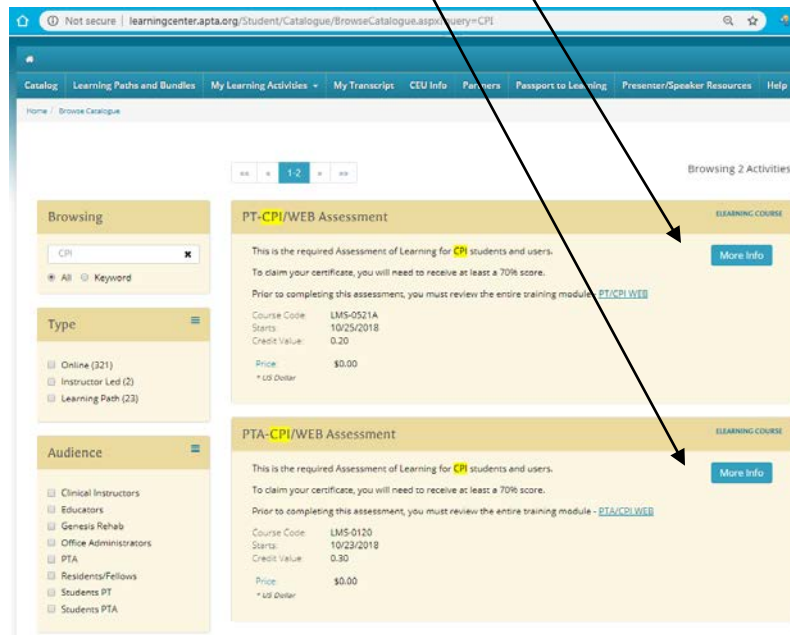 Not secure | learningcenter.apta.org/Student/Catalogue/BrowseCatalogue.aspx?query=CPI
Catalog Learning Paths and Bundles My Learning Activities My Transcript CEU Info Partners Passport to Learning Presenter/Speaker Resources Help
Home / Browse Catalogue
«« « 1-2 » »»
Browsing 2 Activities
Browsing
CPI ✖
All Keyword
Type
Online (321)
Instructor Led (2)
Learning Path (23)
Audience
Clinical Instructors
Educators
Genesis Rehab
Office Administrators
PTA
Residents/Fellows
Students PT
Students PTA
PT-CPI/WEB Assessment
ELEARNING COURSE
This is the required Assessment of Learning for CPI students and users.
More Info
To claim your certificate, you will need to receive at least a 70% score.
Prior to completing this assessment, you must review the entire training module - PT/CPI WEB
Course Code: LMS-0521A
Starts: 10/25/2018
Credit Value: 0.20
Price: $0.00
* US Dollar
PTA-CPI/WEB Assessment
ELEARNING COURSE
This is the required Assessment of Learning for CPI students and users.
More Info
To claim your certificate, you will need to receive at least a 70% score.
Prior to completing this assessment, you must review the entire training module - PTA/CPI WEB
Course Code: LMS-0120
Starts: 10/23/2018
Credit Value: 0.30
Price: $0.00
* US Dollar